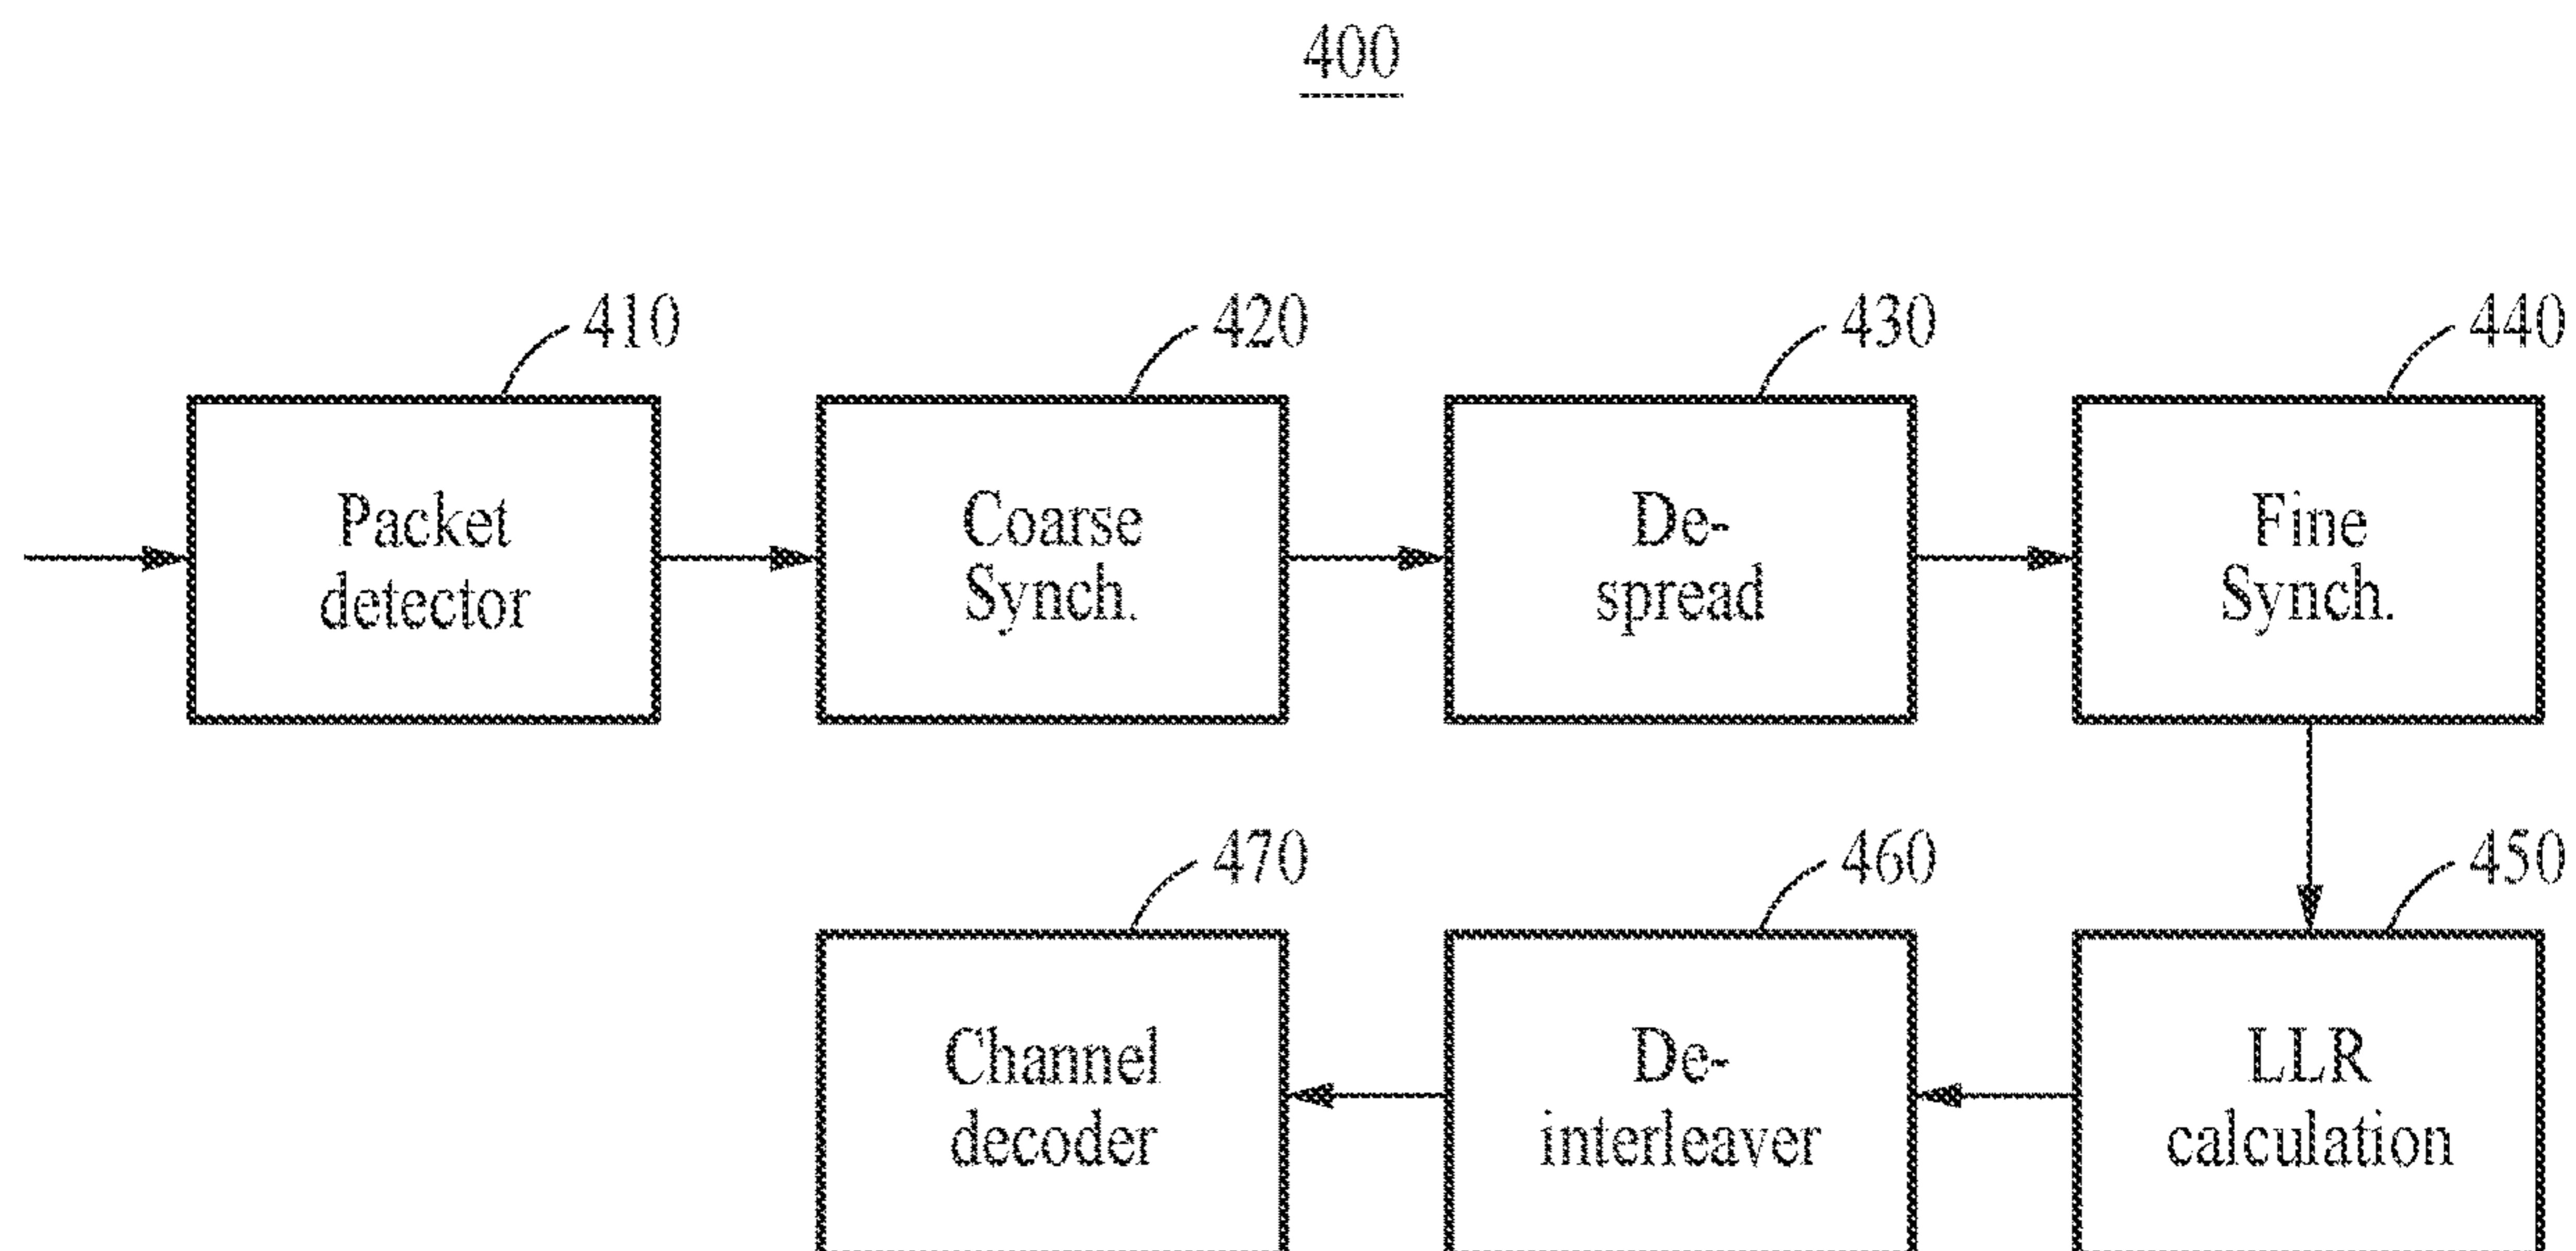 400
410
420
430
440
Packet
detector
Coarse
Synch.
De-
spread
Fine
Synch.
470
460
450
Channel
decoder
De-
interleaver
LLR
calculation